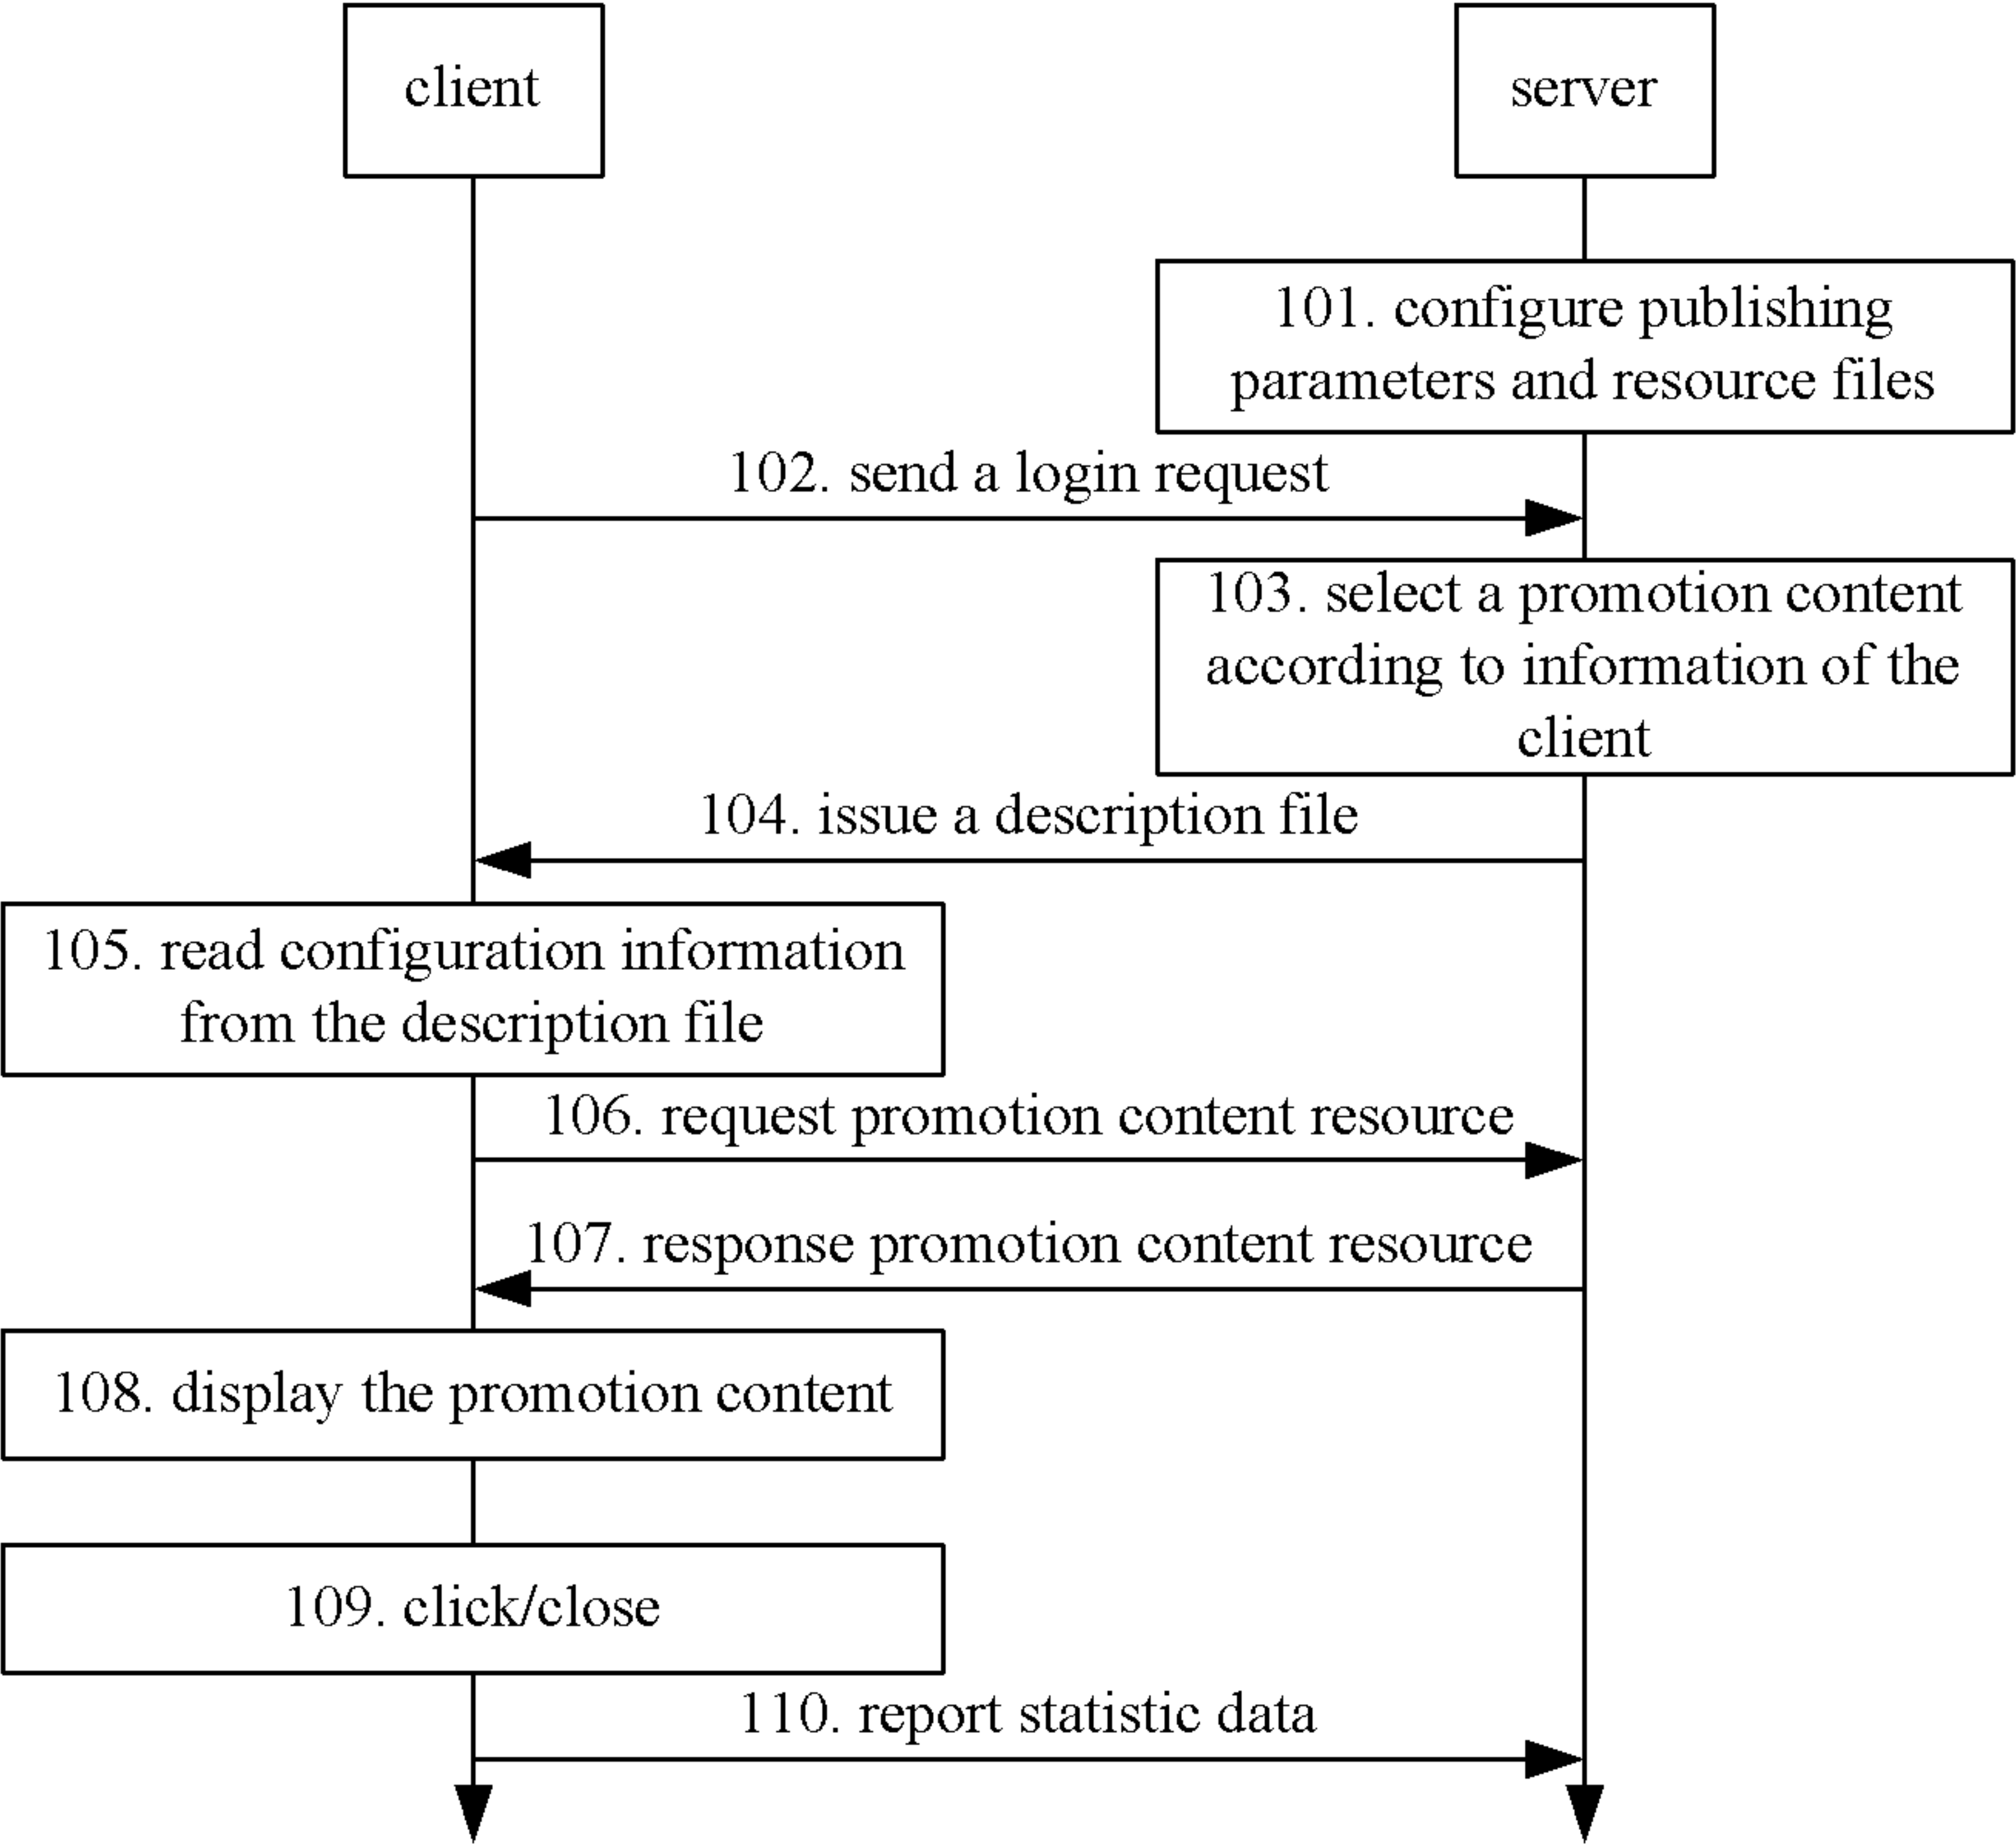 client
server
101. configure publishing
parameters and resource files
102. send a login request
103. select a promotion content
according to information of the
client
104. issue a description file
105. read configuration information
from the description file
106. request promotion content resource
107. response promotion content resource
108. display the promotion content
109. click/close
110. report statistic data